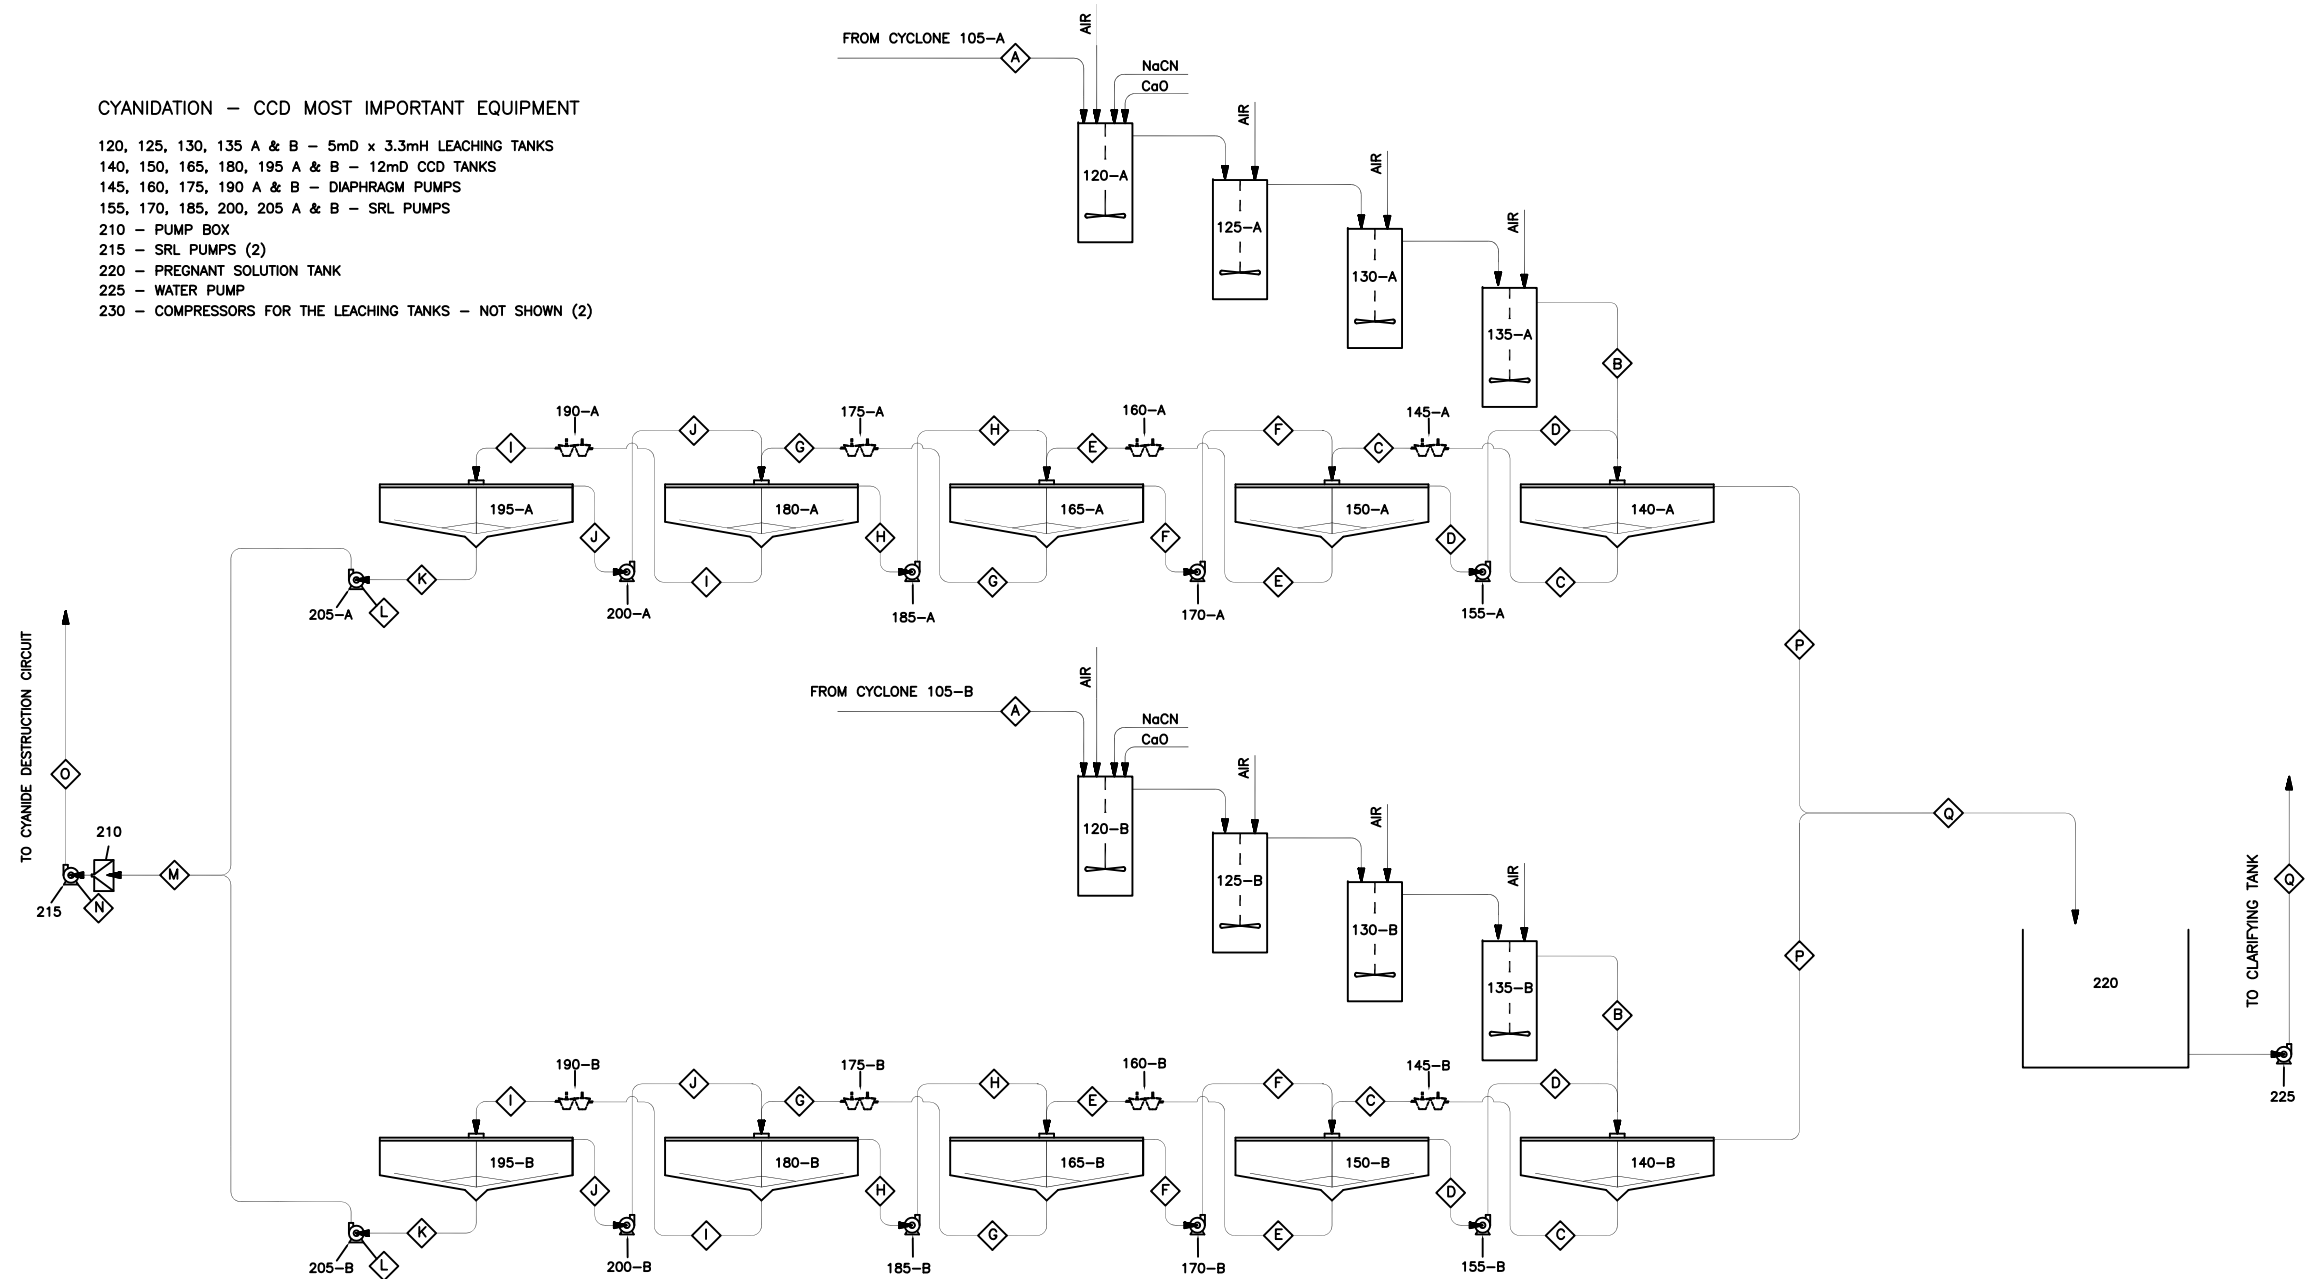 CYANIDATION – CCD MOST IMPORTANT EQUIPMENT
120, 125, 130, 135 A & B – 5mD x 3.3mH LEACHING TANKS
140, 150, 165, 180, 195 A & B – 12mD CCD TANKS
145, 160, 175, 190 A & B – DIAPHRAGM PUMPS
155, 170, 185, 200, 205 A & B – SRL PUMPS
210 – PUMP BOX
215 – SRL PUMPS (2)
220 – PREGNANT SOLUTION TANK
225 – WATER PUMP
230 – COMPRESSORS FOR THE LEACHING TANKS – NOT SHOWN (2)
FROM CYCLONE 105–A
A
AIR
NaCN
CaO
120–A
AIR
125–A
AIR
130–A
AIR
135–A
B
190–A
175–A
160–A
145–A
I
J
G
H
E
F
C
D
195–A
180–A
165–A
150–A
140–A
J
H
F
D
K
I
G
E
C
205–A
L
200–A
185–A
170–A
155–A
P
TO CYANIDE DESTRUCTION CIRCUIT
O
210
M
215
N
FROM CYCLONE 105–B
A
AIR
NaCN
CaO
120–B
AIR
125–B
AIR
130–B
AIR
135–B
B
Q
P
220
TO CLARIFYING TANK
Q
225
190–B
175–B
160–B
145–B
I
J
G
H
E
F
C
D
195–B
180–B
165–B
150–B
140–B
J
H
F
D
K
I
G
E
C
205–B
L
200–B
185–B
170–B
155–B